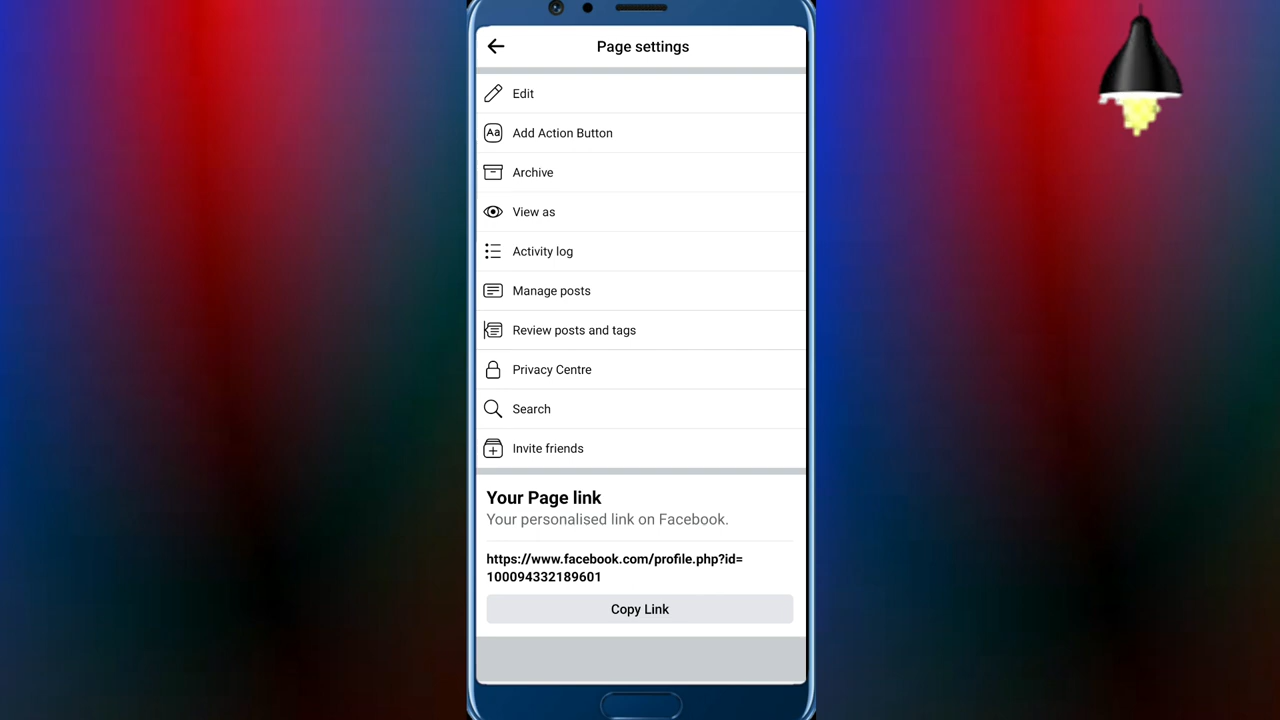 Page settings
Edit
Aa
Add Action Button
Archive
View as
Activity log
Manage posts
Review posts and tags
Privacy Centre
Search
Invite friends
Your Page link
Your personalised link on Facebook.
https://www.facebook.com/profile.php?id=
100094332189601
Copy Link